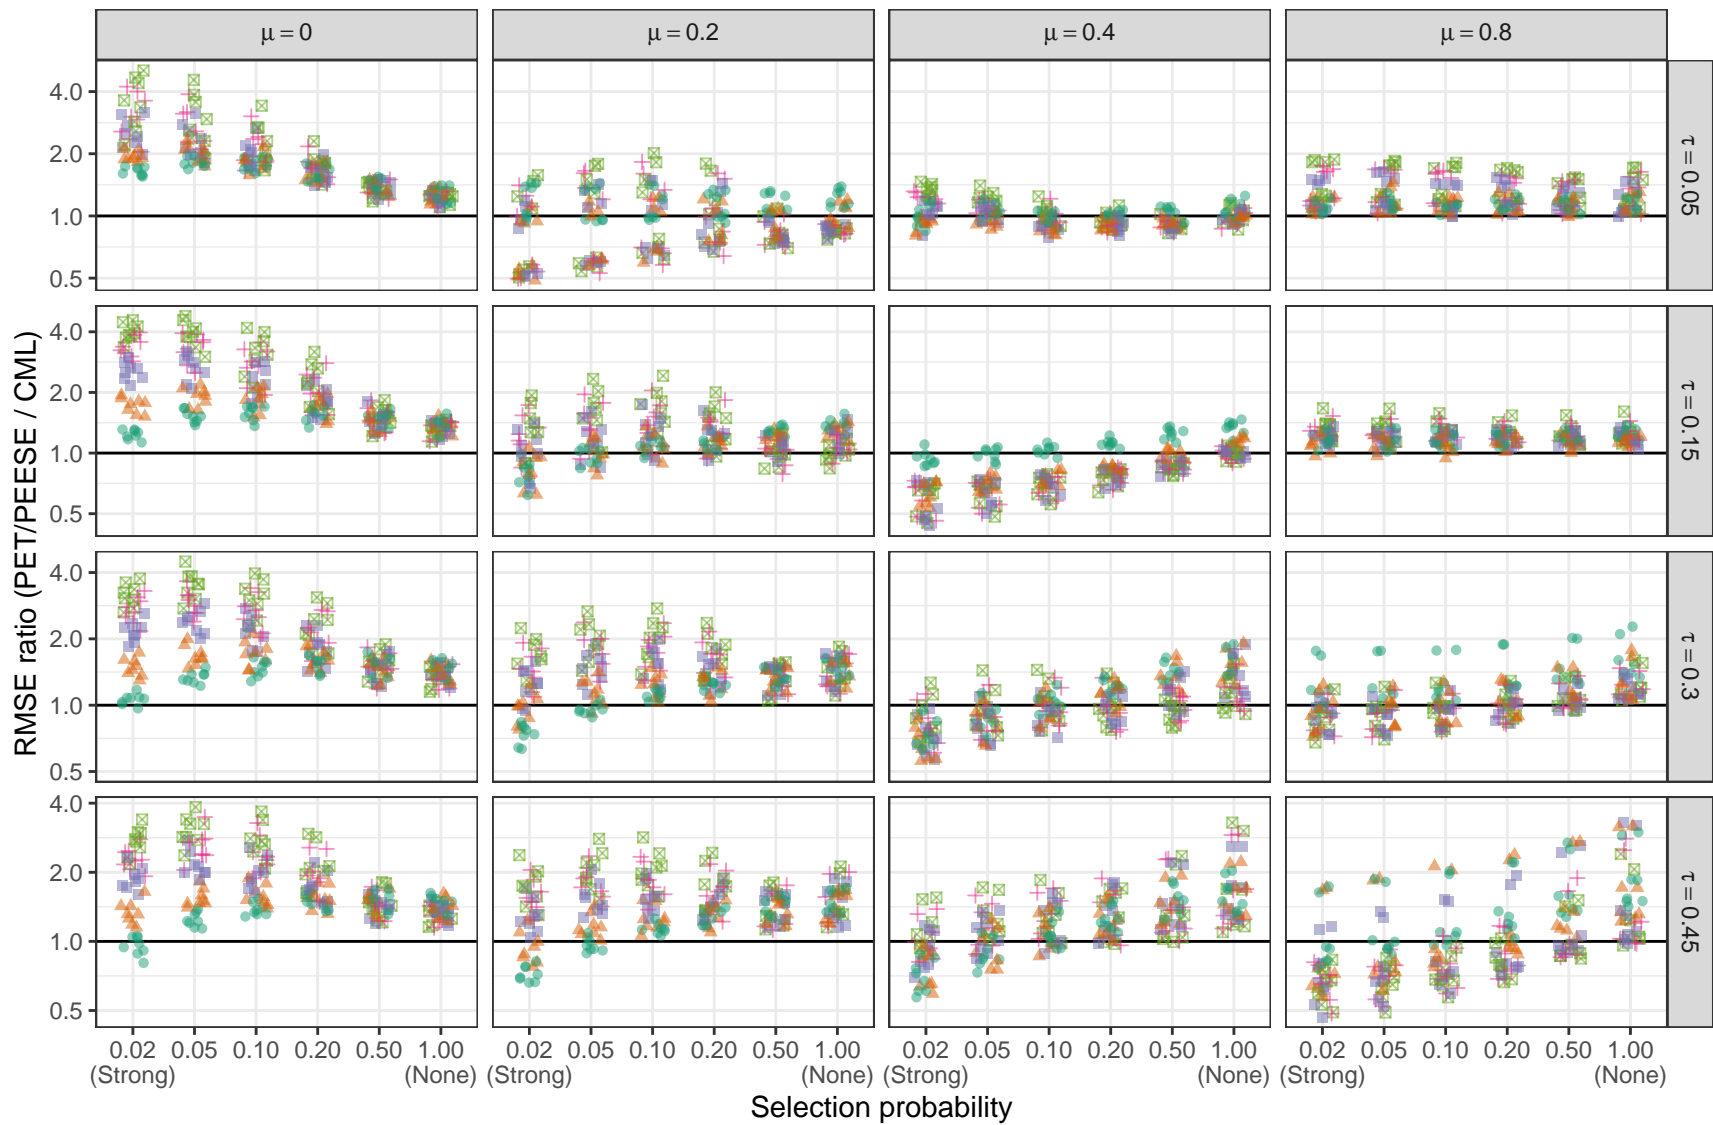 μ = 0
μ = 0.2
μ = 0.4
μ = 0.8
RMSE ratio (PET/PEESE / CML)
4.0
2.0
1.0
0.5
τ = 0.05
4.0
2.0
1.0
0.5
τ = 0.15
4.0
2.0
1.0
0.5
τ = 0.3
4.0
2.0
1.0
0.5
τ = 0.45
0.02 0.05 0.10 0.20 0.50 1.00 0.02 0.05 0.10 0.20 0.50 1.00 0.02 0.05 0.10 0.20 0.50 1.00 0.02 0.05 0.10 0.20 0.50 1.00
(Strong) (None) (Strong) (None) (Strong) (None) (Strong) (None)
Selection probability